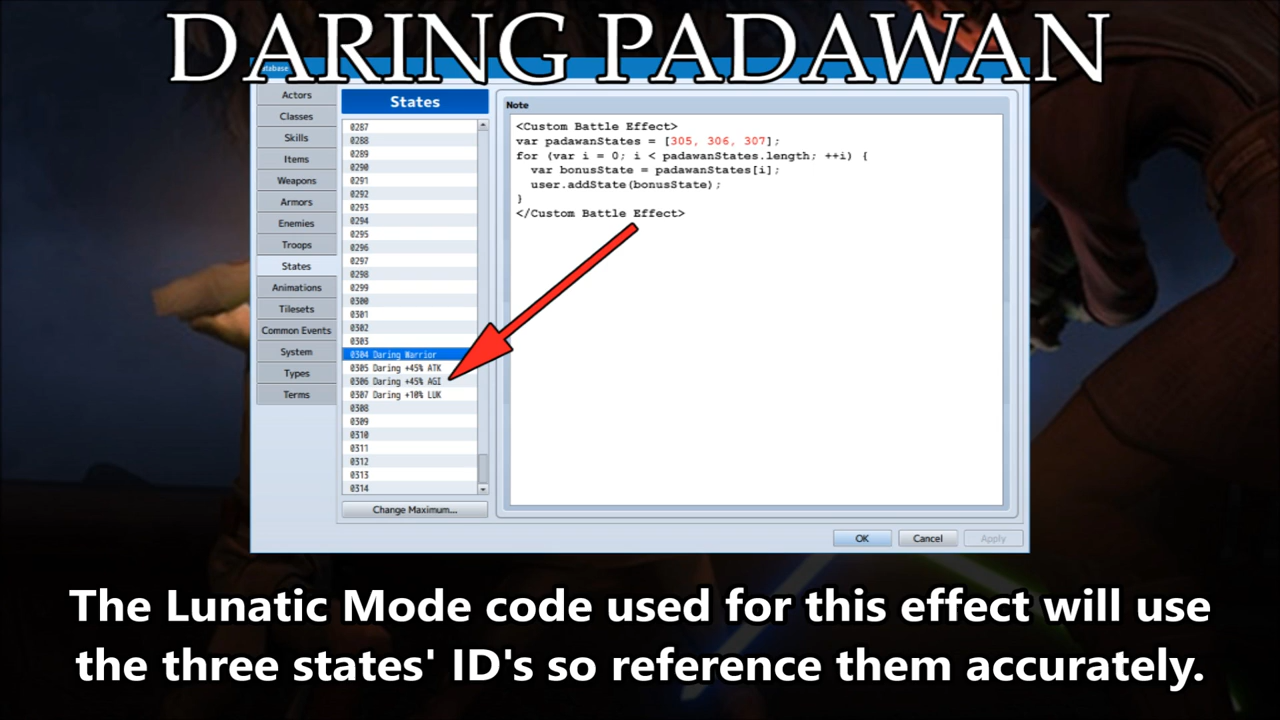 DARING PADAWAN
Database
Actors
Classes
Skills
Items
Weapons
Armors
Enemies
Troops
States
Animations
Tilesets
Common Events
System
Types
Terms
States
0287
0288
0289
0290
0291
0292
0293
0294
0295
0296
0297
0298
0299
0300
0301
0302
0303
0304 Daring Warrior
0305 Daring +45% ATK
0306 Daring +45% AGI
0307 Daring +10% LUK
0308
0309
0310
0311
0312
0313
0314
Change Maximum...
Note
<Custom Battle Effect>
var padawanStates = [305, 306, 307];
for (var i = 0; i < padawanStates.length; ++i) {
  var bonusState = padawanStates[i];
  user.addState(bonusState);
}
</Custom Battle Effect>
OK
Cancel
Apply
The Lunatic Mode code used for this effect will use
the three states' ID's so reference them accurately.